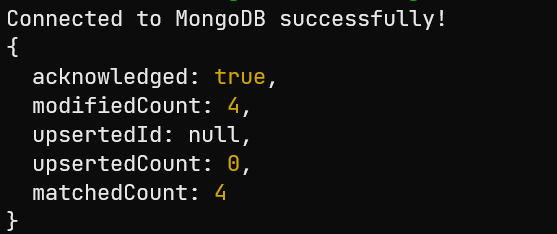 Connected to MongoDB successfully!
{
  acknowledged: true,
  modifiedCount: 4,
  upsertedId: null,
  upsertedCount: 0,
  matchedCount: 4
}